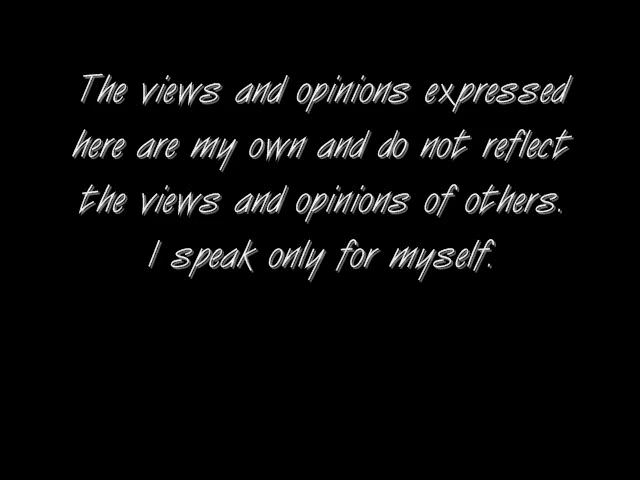 The views and opinions expressed
here are my own and do not reflect
the views and opinions of others.
I speak only for myself.